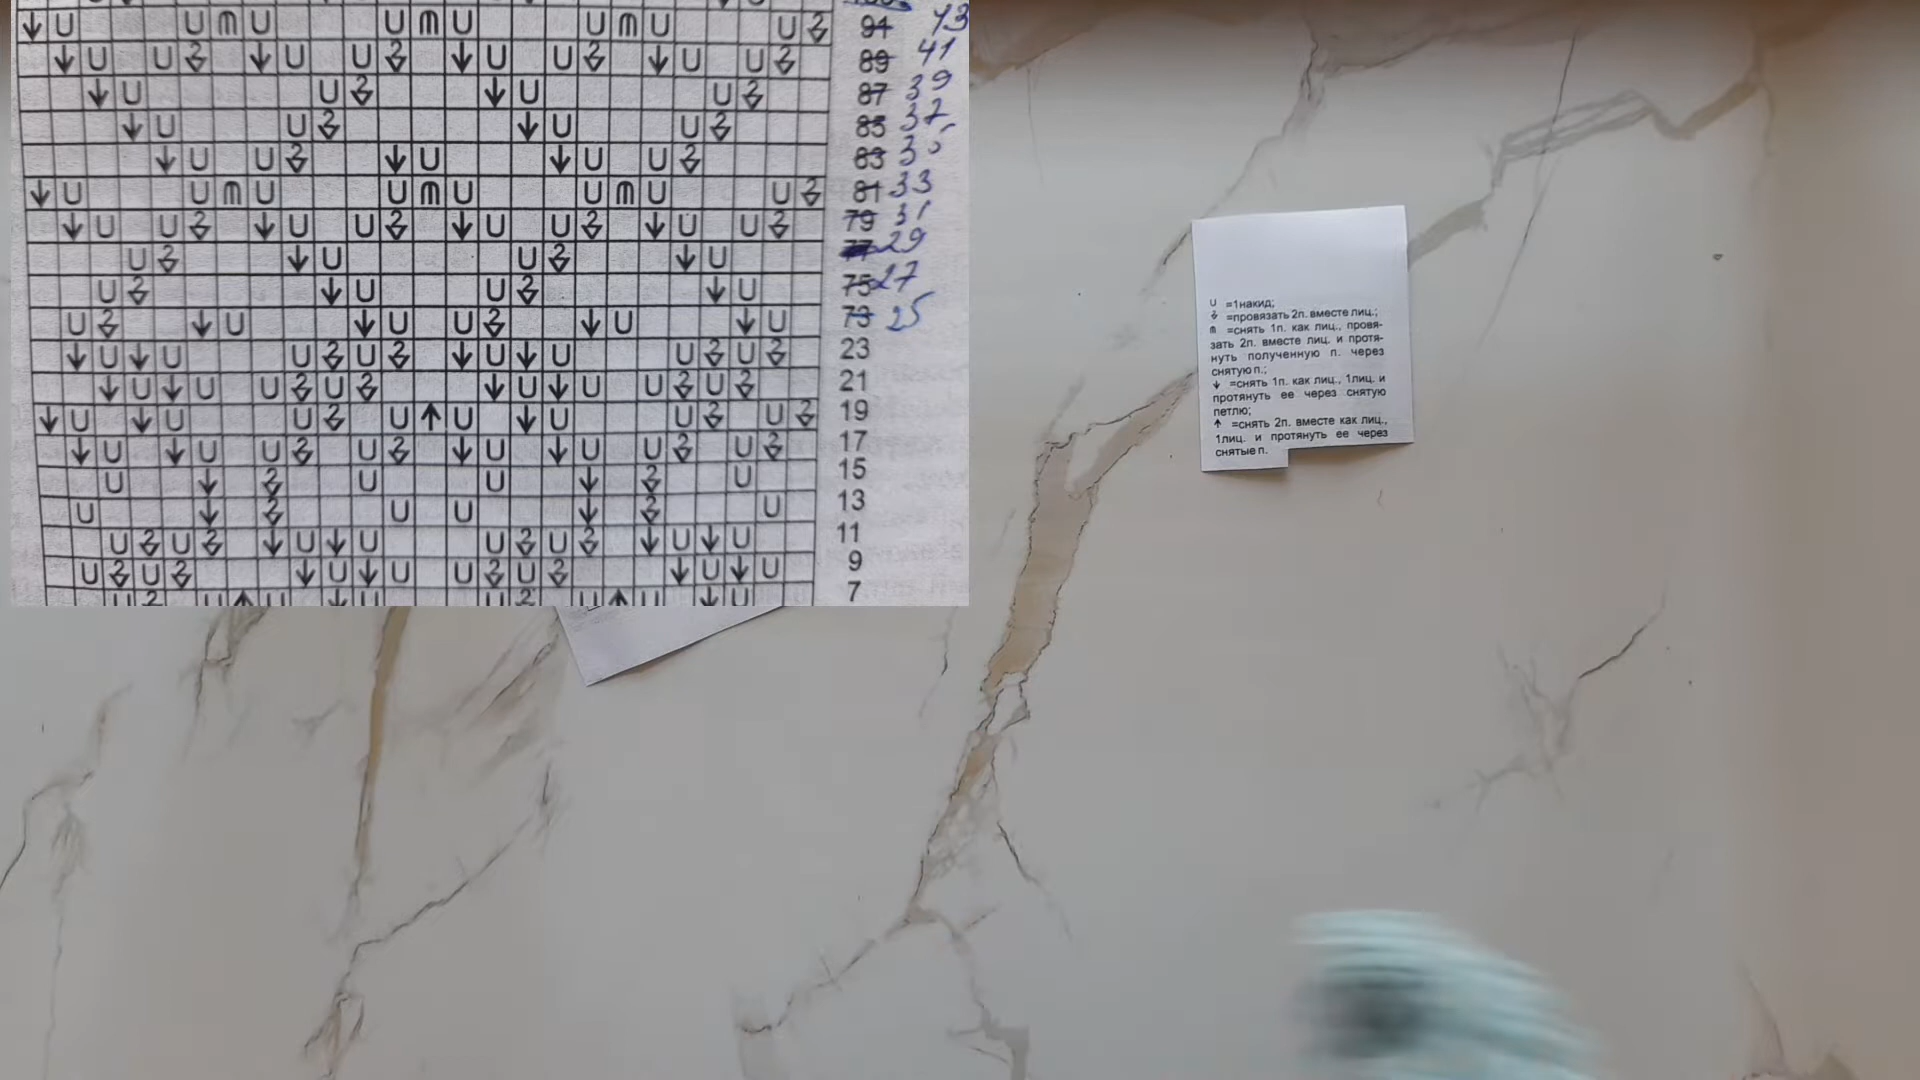 91 43
89 41
87 39
85 37
83
81 33
79 31
77 29
75 27
73 25
23
21
19
17
15
13
11
9
7
U =1накид;
=провязать 2п. вместе лиц.;
=снять 1п. как лиц., провя-
зать 2п. вместе лиц. и протя-
нуть полученную п. через
снятую п.;
↓ =снять 1п. как лиц., 1лиц. и
протянуть ее через снятую
петлю;
↑ =снять 2п. вместе как лиц.,
1лиц. и протянуть ее через
снятые п.